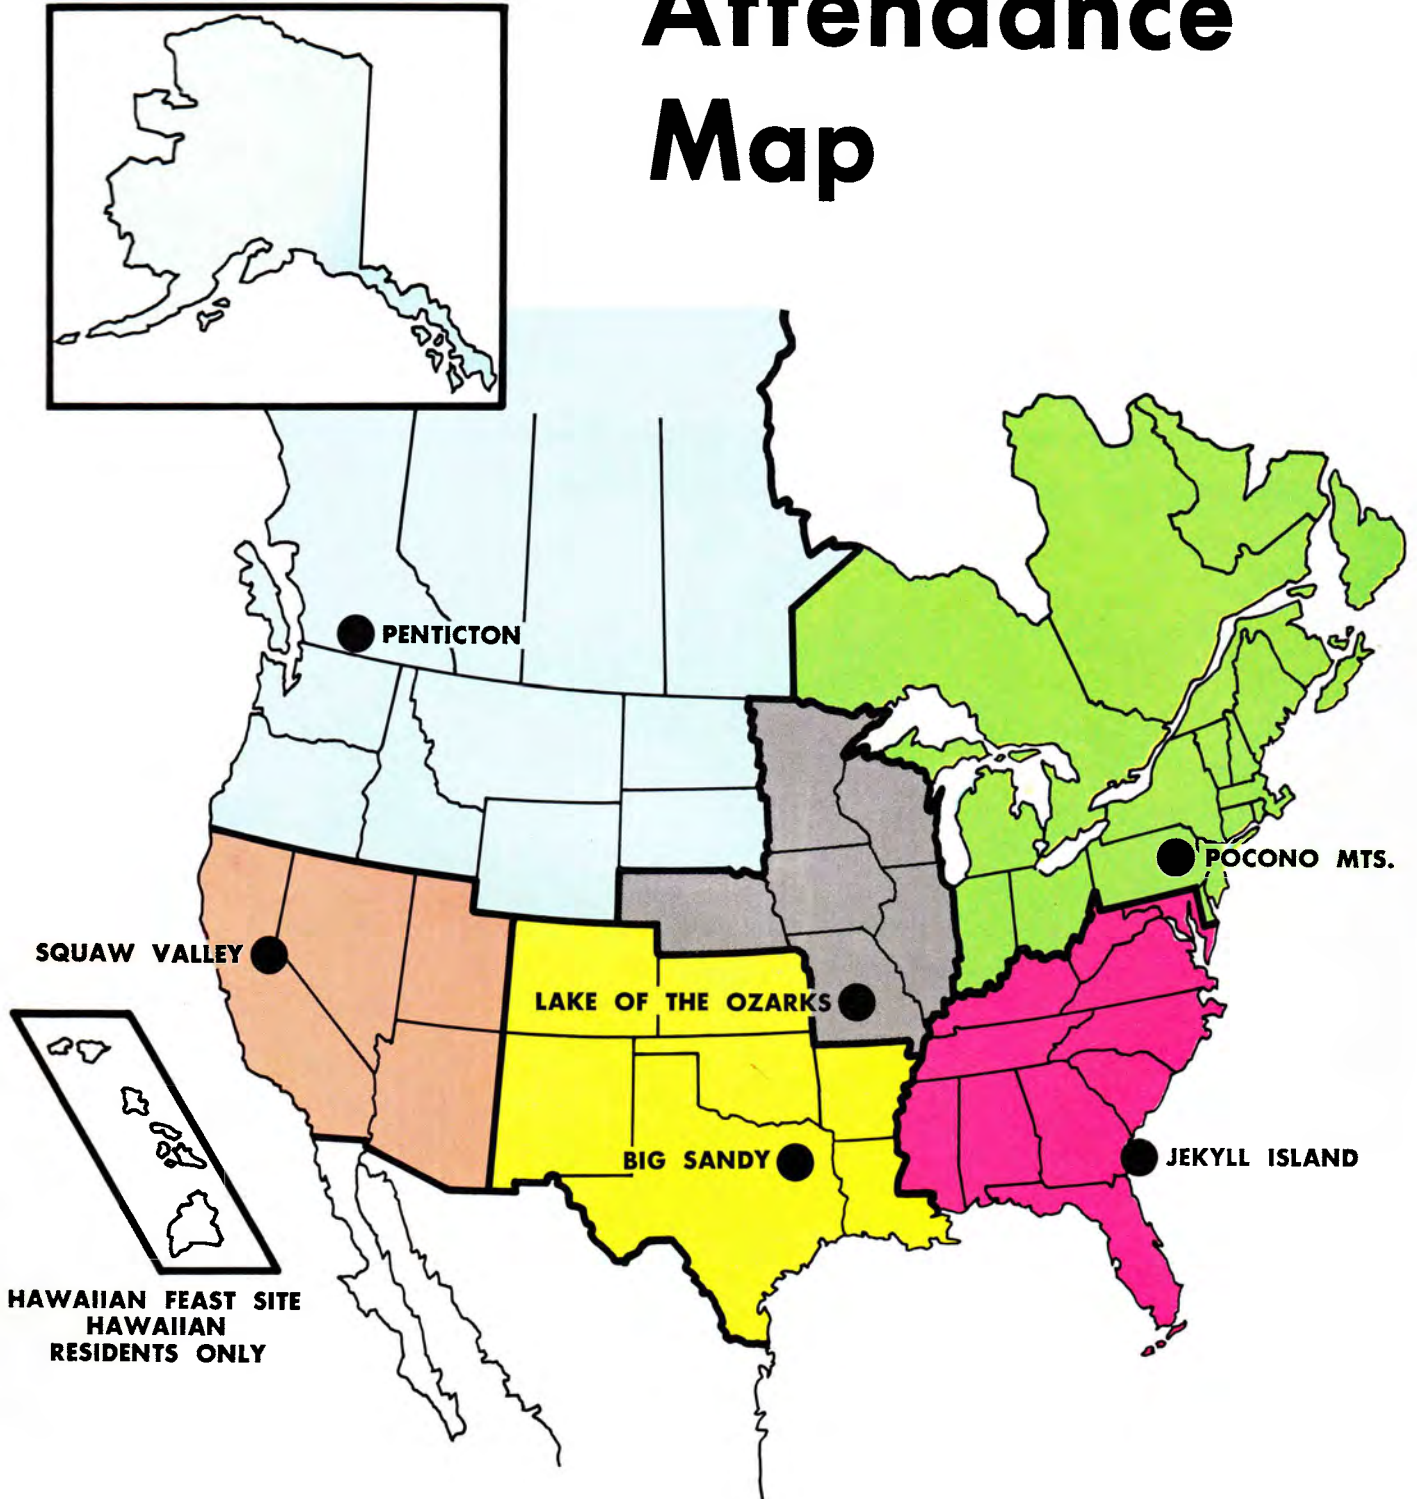 Attendance
Map
PENTICTON
POCONO MTS.
SQUAW VALLEY
LAKE OF THE OZARKS
BIG SANDY
JEKYLL ISLAND
HAWAIIAN FEAST SITE
HAWAIIAN
RESIDENTS ONLY